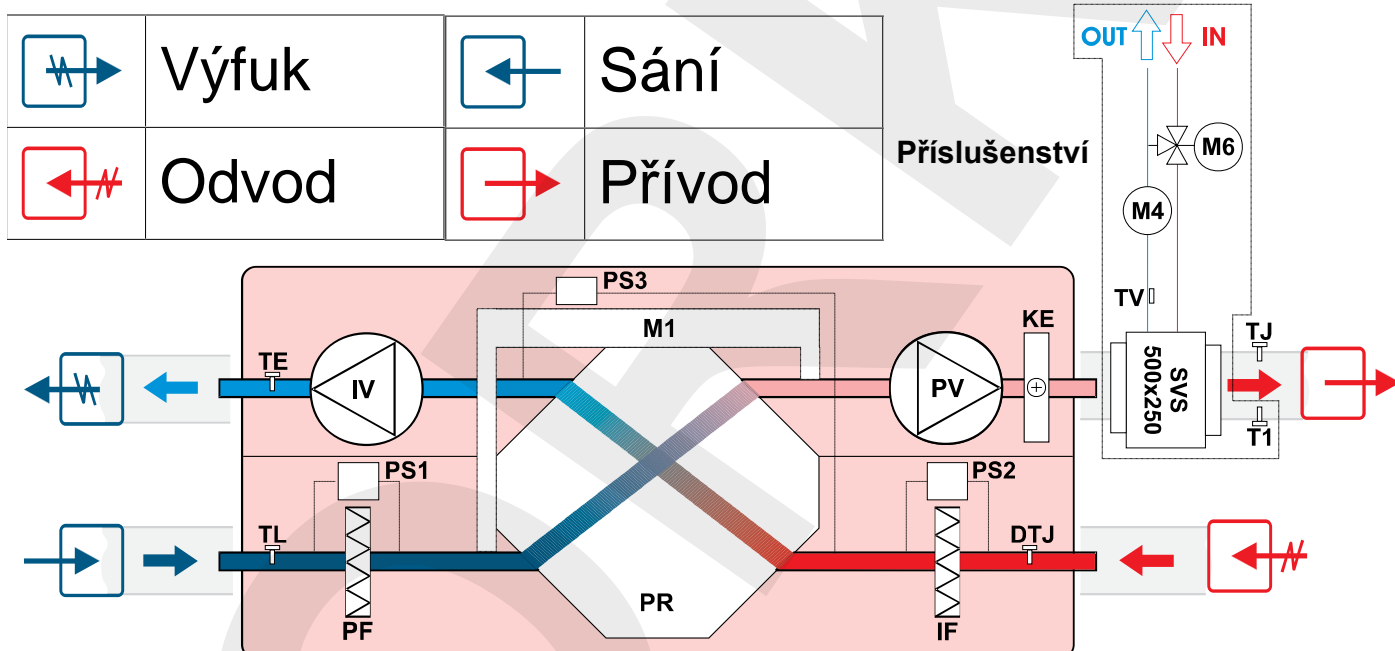 Výfuk
Sání
Odvod
Přívod
Příslušenství
OUT
IN
M6
M4
TV
PS3
M1
KE
TJ
TE
IV
PV
SVS
500x250
T1
PS1
PS2
TL
DTJ
PR
PF
IF